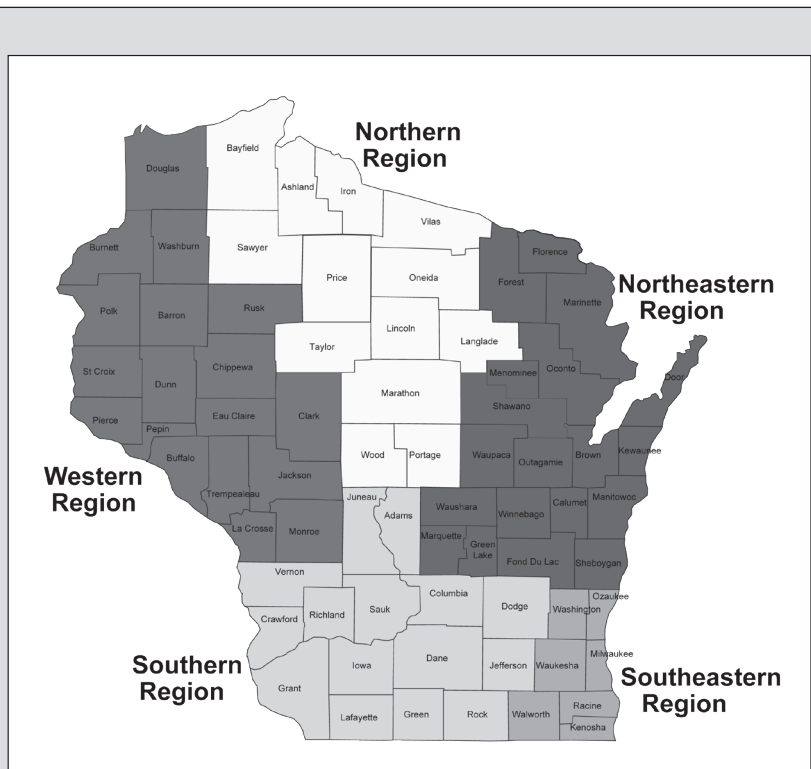 Northern
Region
Bayfield
Douglas
Ashland
Iron
Vilas
Burnett
Washburn
Sawyer
Florence
Price
Oneida
Forest
Northeastern
Region
Marinette
Polk
Barron
Rusk
Lincoln
Taylor
Langlade
St Croix
Dunn
Chippewa
Menominee
Oconto
Door
Marathon
Shawano
Pierce
Pepin
Eau Claire
Clark
Wood
Portage
Waupaca
Outagamie
Brown
Kewaunee
Western
Region
Buffalo
Trempealeau
Jackson
Juneau
Adams
Waushara
Winnebago
Calumet
Manitowoc
La Crosse
Monroe
Marquette
Green
Lake
Fond Du Lac
Sheboygan
Vernon
Columbia
Dodge
Washington
Ozaukee
Crawford
Richland
Sauk
Southern
Region
Iowa
Dane
Jefferson
Waukesha
Milwaukee
Southeastern
Region
Grant
Lafayette
Green
Rock
Walworth
Racine
Kenosha